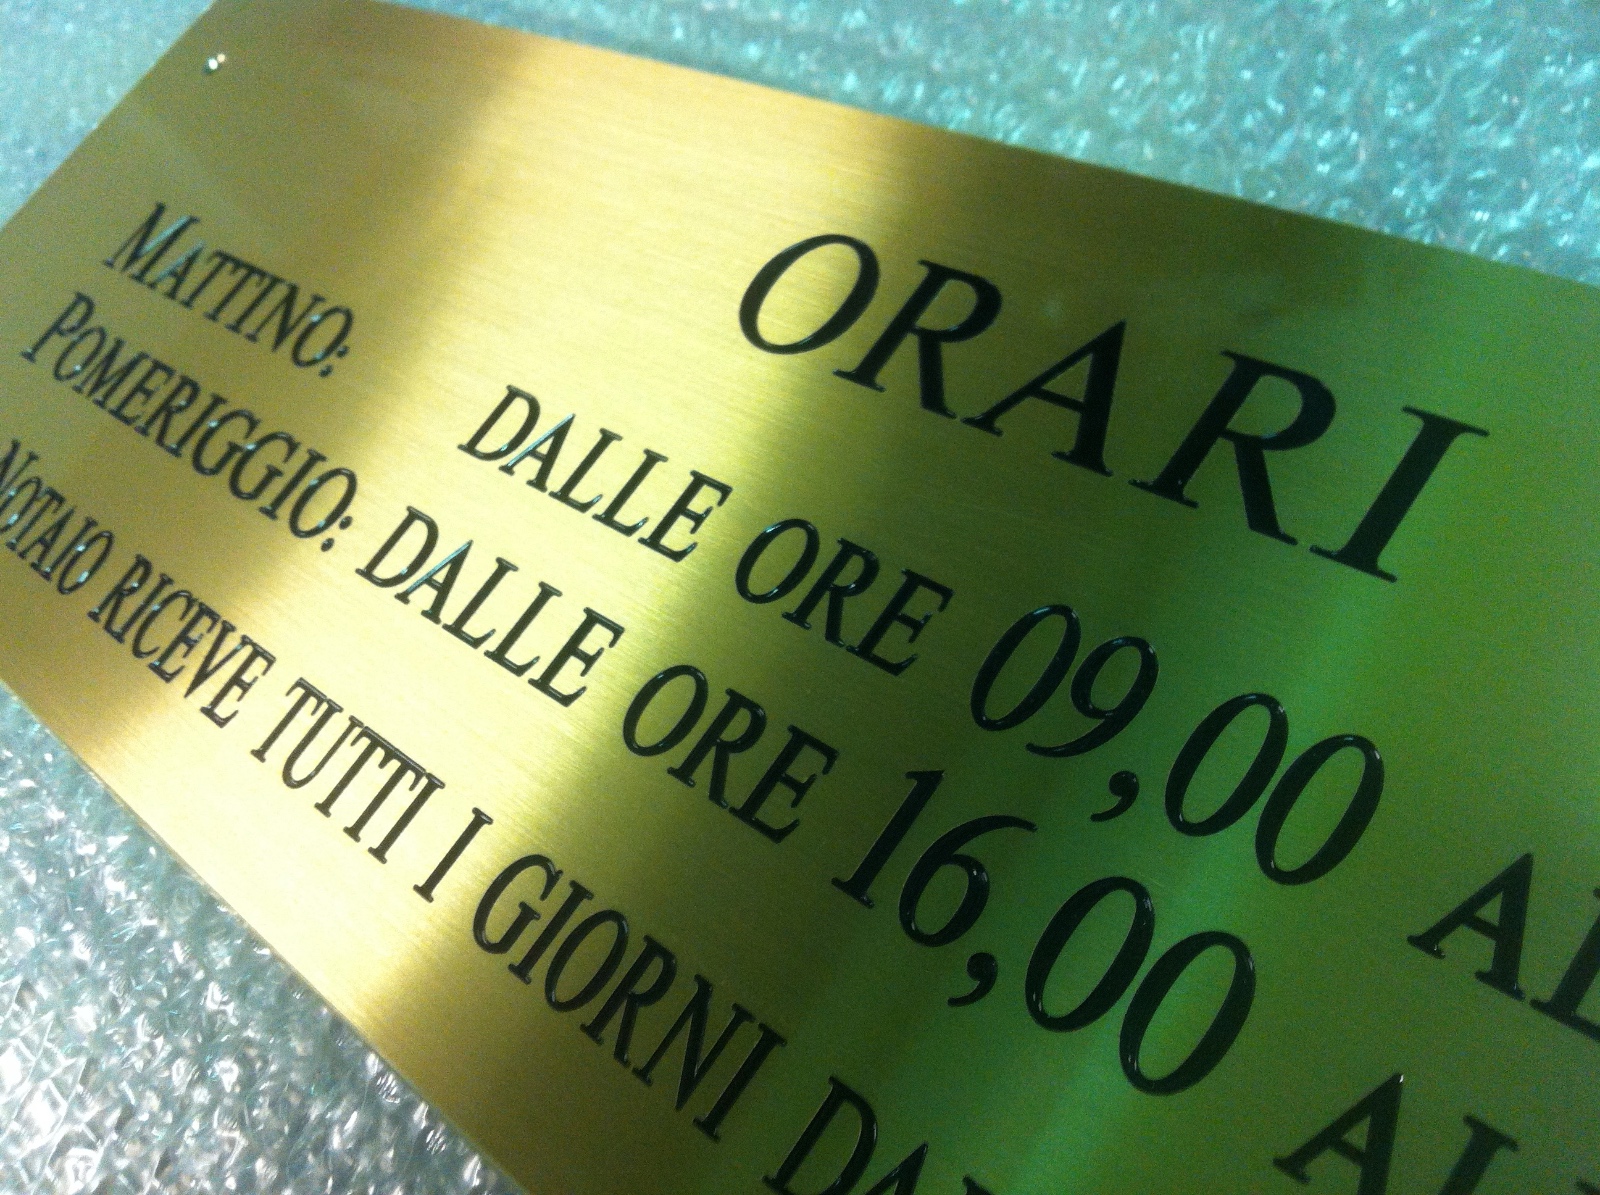 ORARI
MATTINO: DALLE ORE 09,00
POMERIGGIO: DALLE ORE 16,00
NOTAIO RICEVE TUTTI I GIORNI